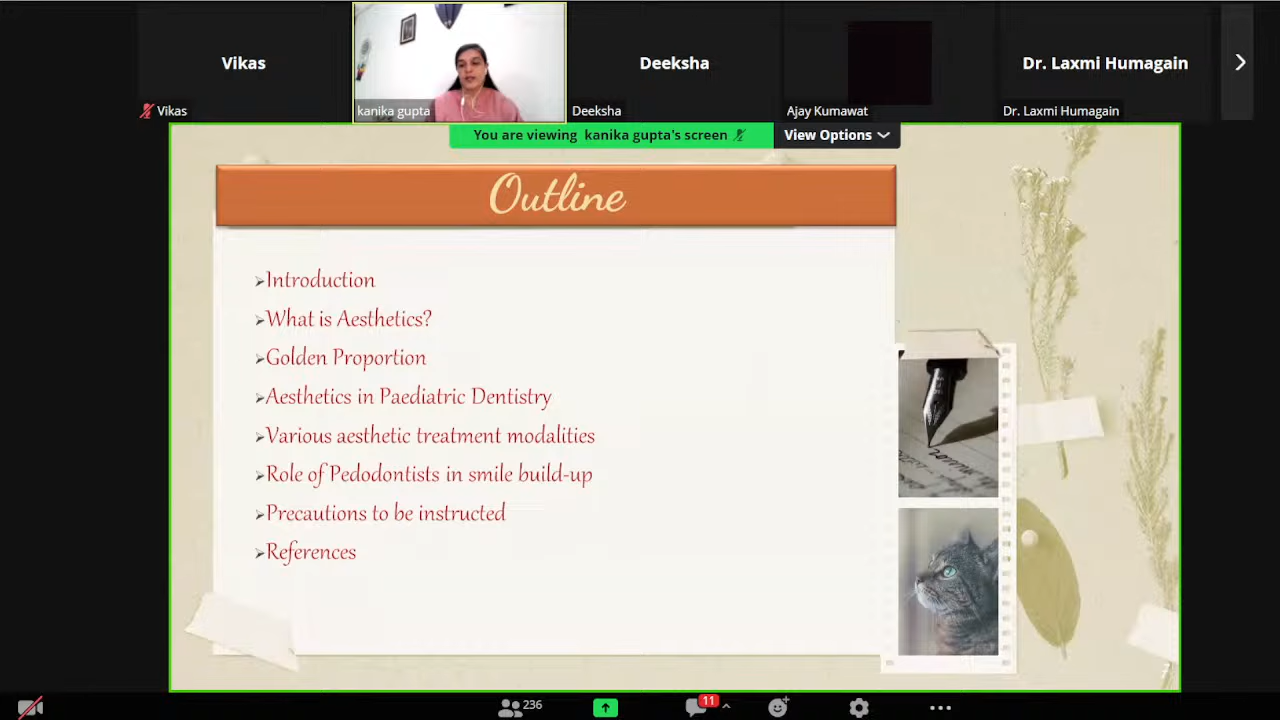 Vikas
Deeksha
Dr. Laxmi Humagain
Vikas
kanika gupta
Deeksha
Ajay Kumawat
Dr. Laxmi Humagain
You are viewing kanika gupta's screen
View Options
Outline
➢Introduction
➢What is Aesthetics?
➢Golden Proportion
➢Aesthetics in Paediatric Dentistry
➢Various aesthetic treatment modalities
➢Role of Pedodontists in smile build-up
➢Precautions to be instructed
➢References
236
11